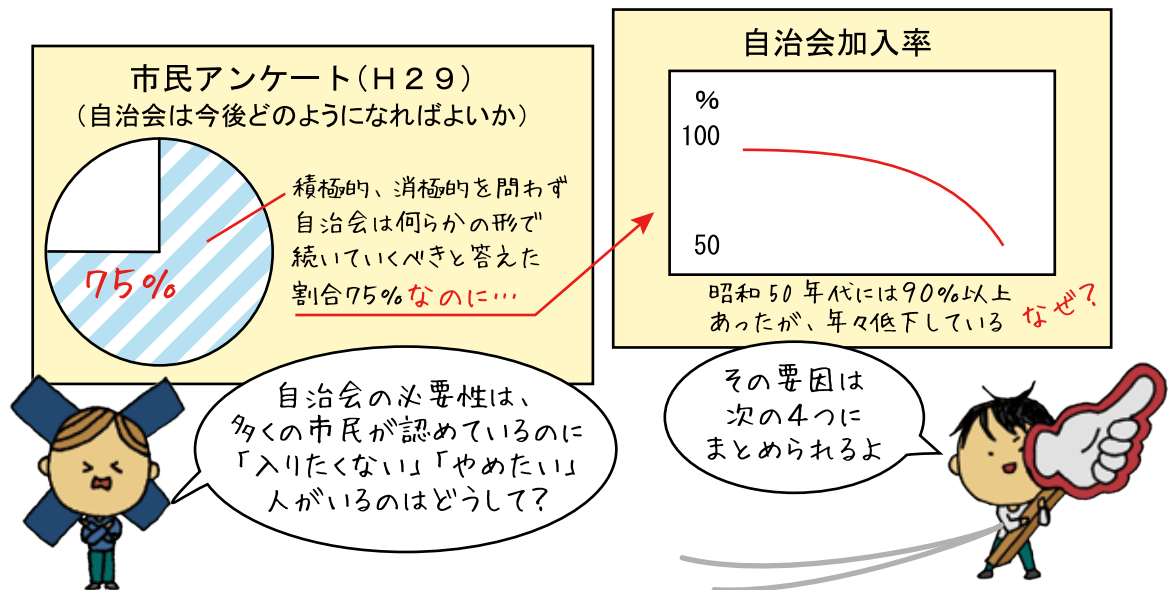 市民アンケート(H29)
(自治会は今後どのようになればよいか)
75%
積極的、消極的を問わず
自治会は何らかの形で
続いていくべきと答えた
割合75%なのに…
自治会加入率
%
100
50
昭和50年代には90%以上
あったが、年々低下している
なぜ?
自治会の必要性は、
多くの市民が認めているのに
「入りたくない」「やめたい」
人がいるのはどうして?
その要因は
次の4つに
まとめられるよ